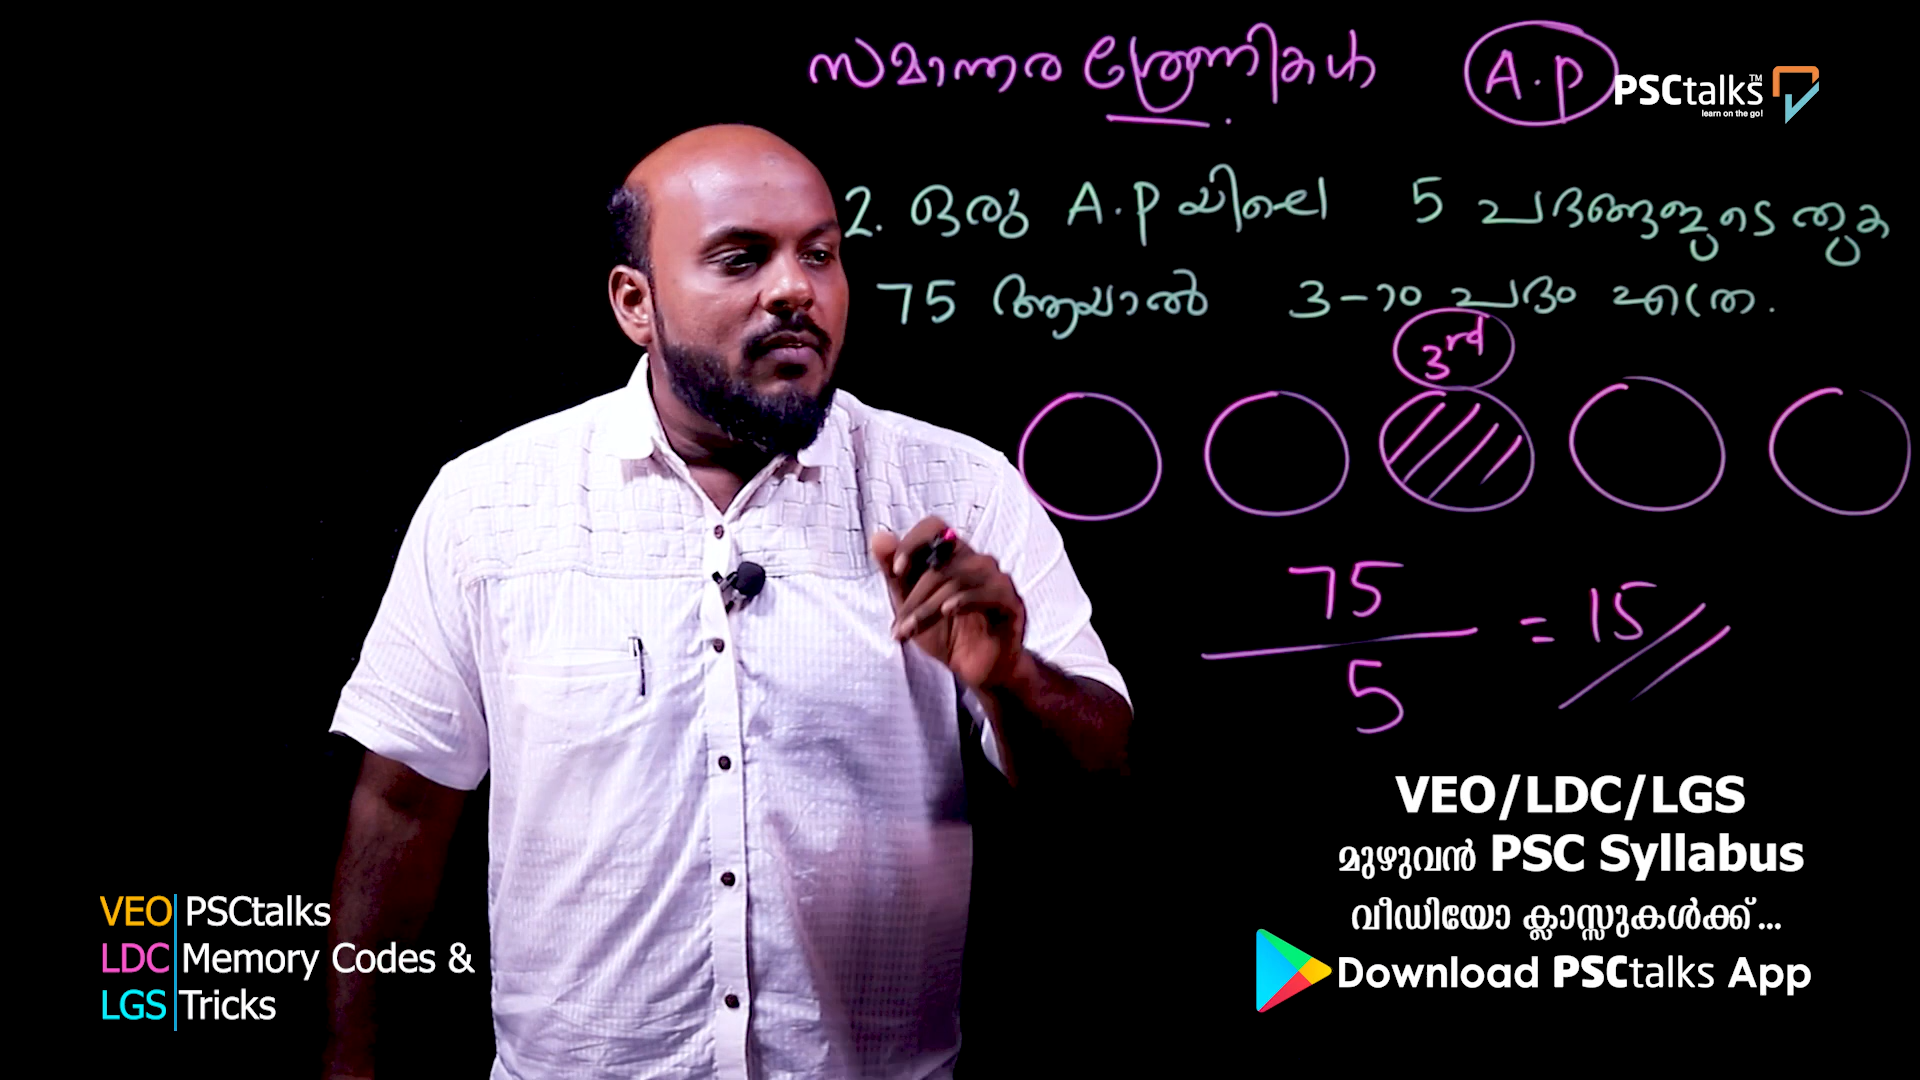 സമാന്തര ശ്രേണികൾ A.P
PSCtalks™
learn on the go!
2. ഒരു A.P യിലെ 5 പദങ്ങളുടെ തുക
75 ആയാൽ 3-ാം പദം എത്ര.
3rd
75
5
= 15
VEO/LDC/LGS
മുഴുവൻ PSC Syllabus
വീഡിയോ ക്ലാസ്സുകൾക്ക്...
Download PSCtalks App
VEO PSCtalks
LDC Memory Codes &
LGS Tricks